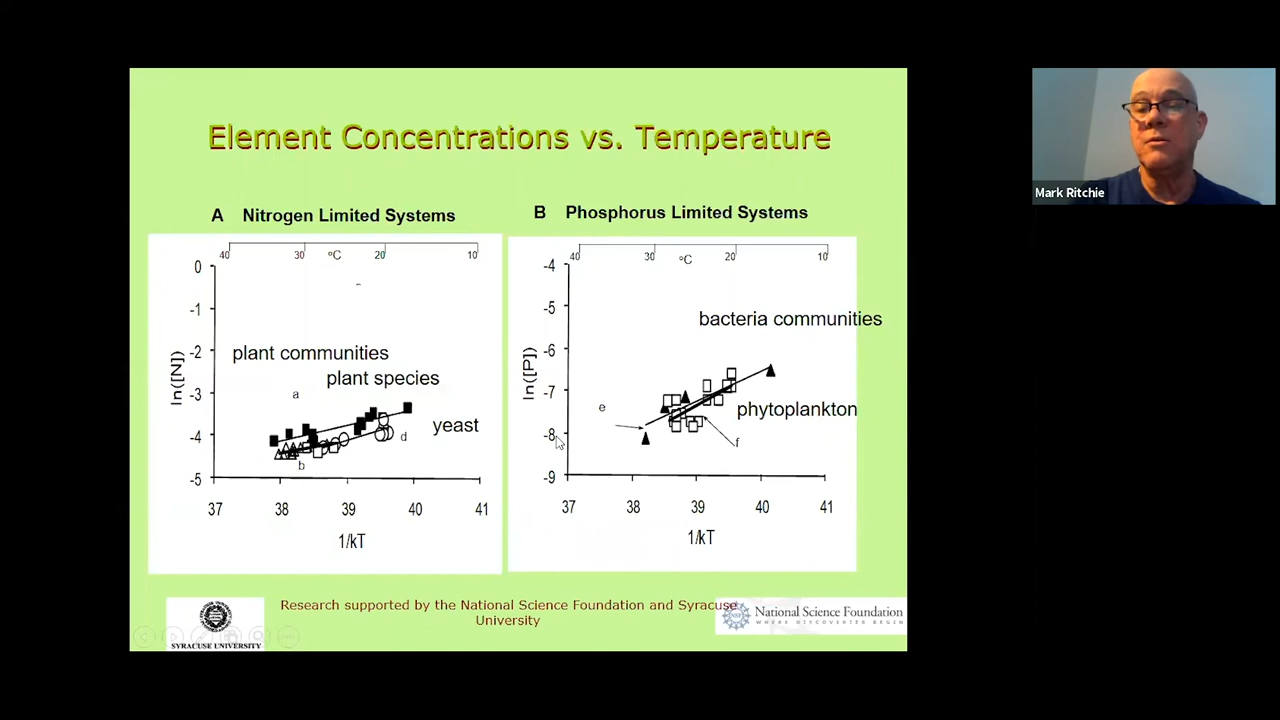 Element Concentrations vs. Temperature
A Nitrogen Limited Systems
40 30 ºC 20 10
0
-1
-2
-3
-4
-5
ln([N])
plant communities
plant species
yeast
a
b
d
37 38 39 40 41
1/kT
B Phosphorus Limited Systems
40 30 ºC 20 10
-4
-5
-6
-7
-8
-9
ln([P])
bacteria communities
phytoplankton
e
f
37 38 39 40 41
1/kT
Research supported by the National Science Foundation and Syracuse
University
SYRACUSE UNIVERSITY
NSF
National Science Foundation
WHERE DISCOVERIES BEGIN
Mark Ritchie